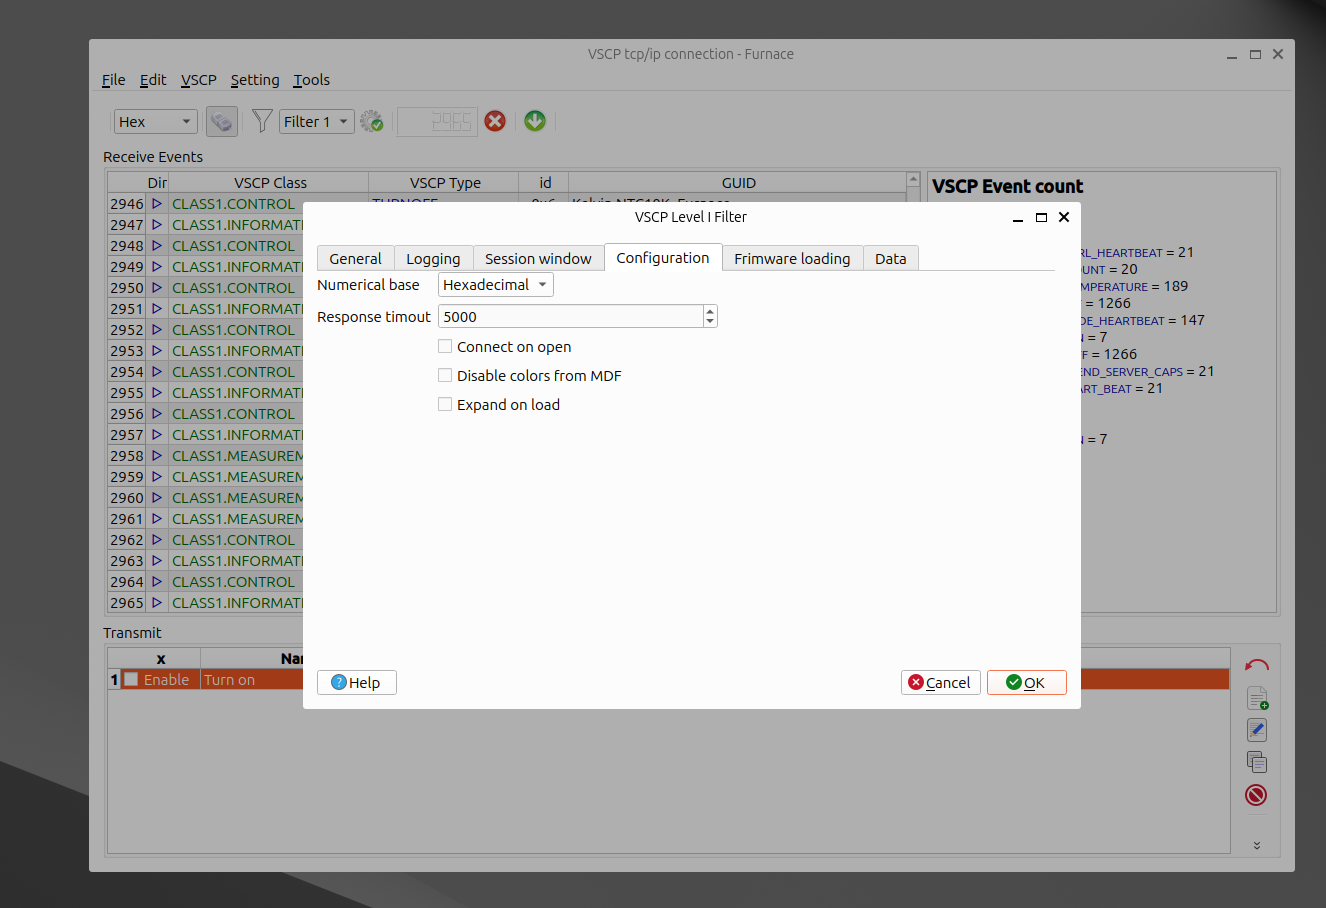 VSCP tcp/ip connection - Furnace
File Edit VSCP Setting Tools
Hex Filter 1 2965
Receive Events
Dir VSCP Class VSCP Type id GUID
VSCP Event count
2946 CLASS1.CONTROL
2947 CLASS1.INFORMATI
2948 CLASS1.CONTROL
2949 CLASS1.INFORMATI
2950 CLASS1.CONTROL
2951 CLASS1.INFORMATI
2952 CLASS1.CONTROL
2953 CLASS1.INFORMATI
2954 CLASS1.CONTROL
2955 CLASS1.INFORMATI
2956 CLASS1.CONTROL
2957 CLASS1.INFORMATI
2958 CLASS1.MEASUREM
2959 CLASS1.MEASUREM
2960 CLASS1.MEASUREM
2961 CLASS1.MEASUREM
2962 CLASS1.CONTROL
2963 CLASS1.INFORMATI
2964 CLASS1.CONTROL
2965 CLASS1.INFORMATI
RL_HEARTBEAT = 21
UNT = 20
MPERATURE = 189
= 1266
DE_HEARTBEAT = 147
= 7
F = 1266
END_SERVER_CAPS = 21
ART_BEAT = 21
= 7
VSCP Level I Filter
General Logging Session window Configuration Frimware loading Data
Numerical base Hexadecimal
Response timout 5000
Connect on open
Disable colors from MDF
Expand on load
Help Cancel OK
Transmit
x Nar
1 Enable Turn on